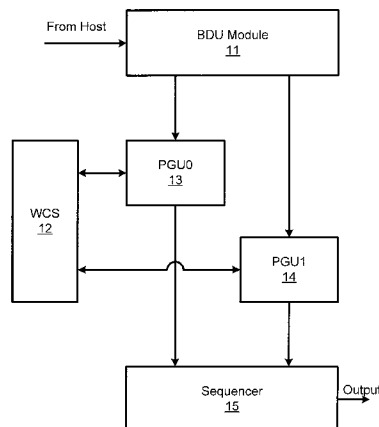 From Host
BDU Module
11
PGU0
13
WCS
12
PGU1
14
Sequencer
15
Output